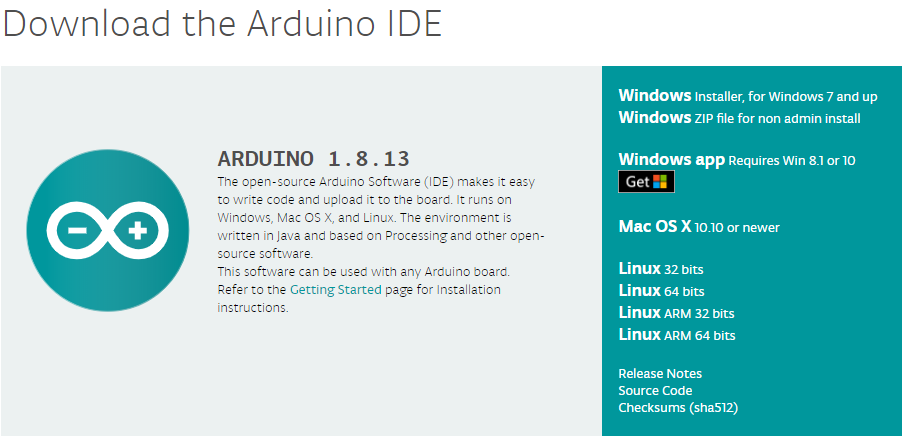 Download the Arduino IDE
ARDUINO 1.8.13
The open-source Arduino Software (IDE) makes it easy
to write code and upload it to the board. It runs on
Windows, Mac OS X, and Linux. The environment is
written in Java and based on Processing and other open-
source software.
This software can be used with any Arduino board.
Refer to the Getting Started page for Installation
instructions.
Windows Installer, for Windows 7 and up
Windows ZIP file for non admin install
Windows app Requires Win 8.1 or 10
Get
Mac OS X 10.10 or newer
Linux 32 bits
Linux 64 bits
Linux ARM 32 bits
Linux ARM 64 bits
Release Notes
Source Code
Checksums (sha512)